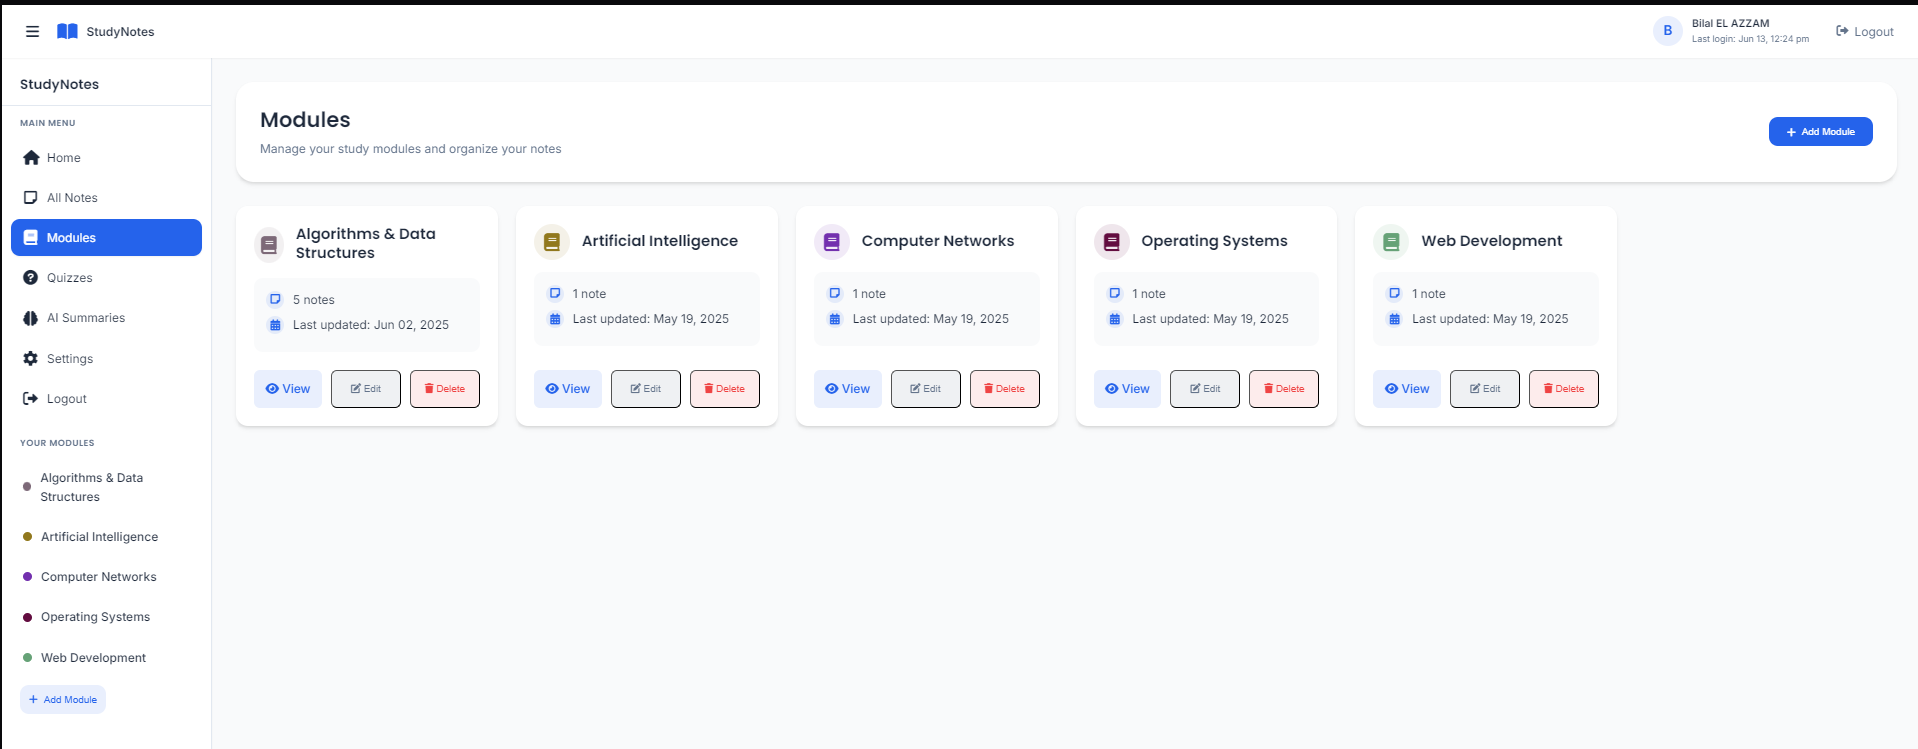 StudyNotes
B
Bilal EL AZZAM
Last login: Jun 13, 12:24 pm
Logout
StudyNotes
MAIN MENU
Home
All Notes
Modules
Quizzes
AI Summaries
Settings
Logout
YOUR MODULES
Algorithms & Data
Structures
Artificial Intelligence
Computer Networks
Operating Systems
Web Development
+ Add Module
Modules
Manage your study modules and organize your notes
+ Add Module
Algorithms & Data
Structures
5 notes
Last updated: Jun 02, 2025
View Edit Delete
Artificial Intelligence
1 note
Last updated: May 19, 2025
View Edit Delete
Computer Networks
1 note
Last updated: May 19, 2025
View Edit Delete
Operating Systems
1 note
Last updated: May 19, 2025
View Edit Delete
Web Development
1 note
Last updated: May 19, 2025
View Edit Delete